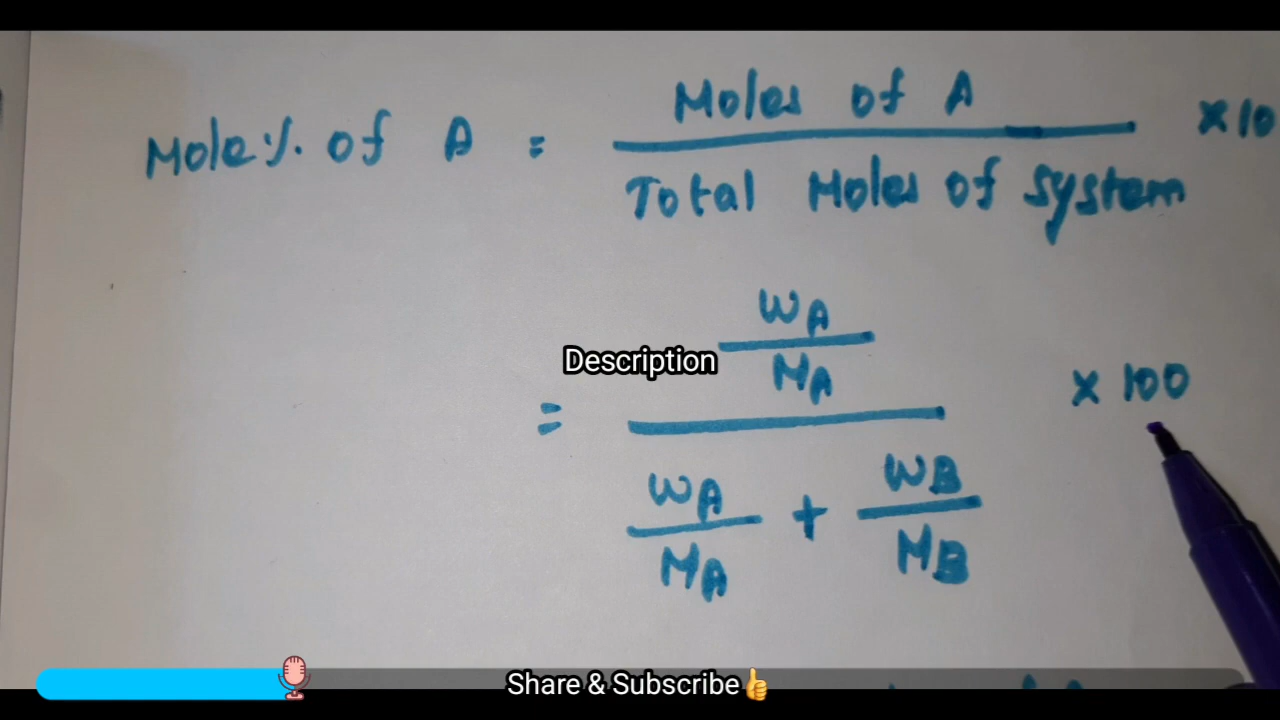 Moles of A
Mole%. of A = × 10
Total Moles of system
WA
Description
MA
= × 100
WA + WB
MA MB
Share & Subscribe👍